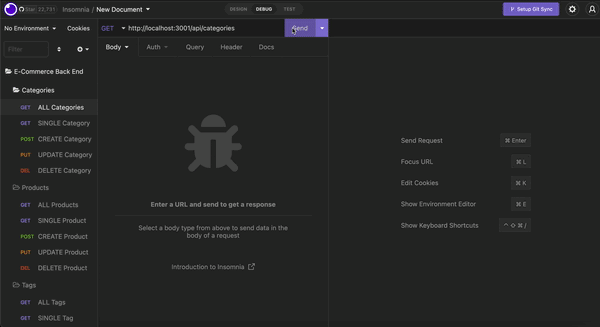 Star 23,731 Insomnia / New Document DESIGN DEBUG TEST Setup Git Sync
No Environment Cookies GET http://localhost:3001/api/categories Send
Filter Body Auth Query Header Docs
E-Commerce Back End
Categories
GET ALL Categories
GET SINGLE Category
POST CREATE Category
PUT UPDATE Category
DEL DELETE Category
Products
GET ALL Products
GET SINGLE Product
POST CREATE Product
PUT UPDATE Product
DEL DELETE Product
Tags
GET ALL Tags
GET SINGLE Tag
Enter a URL and send to get a response
Select a body type from above to send data in the
body of a request
Introduction to Insomnia
Send Request ⌘ Enter
Focus URL ⌘ L
Edit Cookies ⌘ K
Show Environment Editor ⌘ E
Show Keyboard Shortcuts ⌃ ⇧ ⌘ /